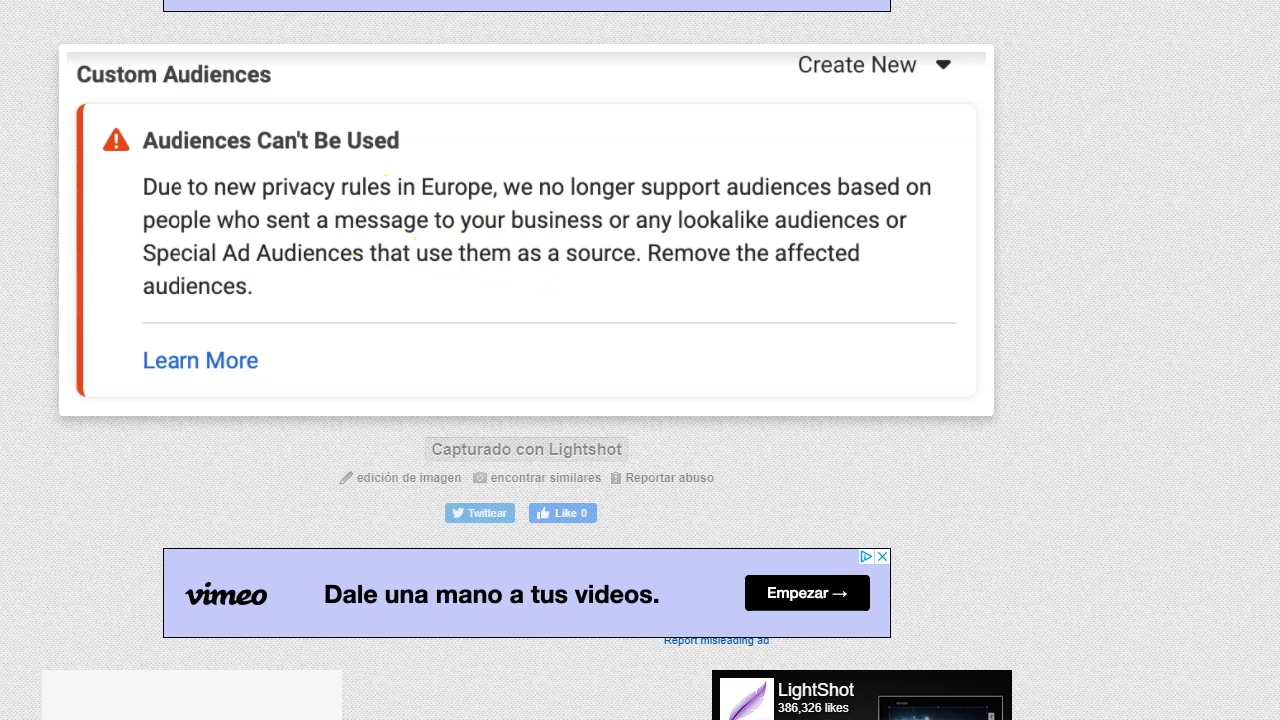 Custom Audiences
Create New
Audiences Can't Be Used
Due to new privacy rules in Europe, we no longer support audiences based on
people who sent a message to your business or any lookalike audiences or
Special Ad Audiences that use them as a source. Remove the affected
audiences.
Learn More
Capturado con Lightshot
edición de imagen encontrar similares Reportar abuso
Twittear Like 0
vimeo Dale una mano a tus videos. Empezar →
Report misleading ad
LightShot
386,326 likes